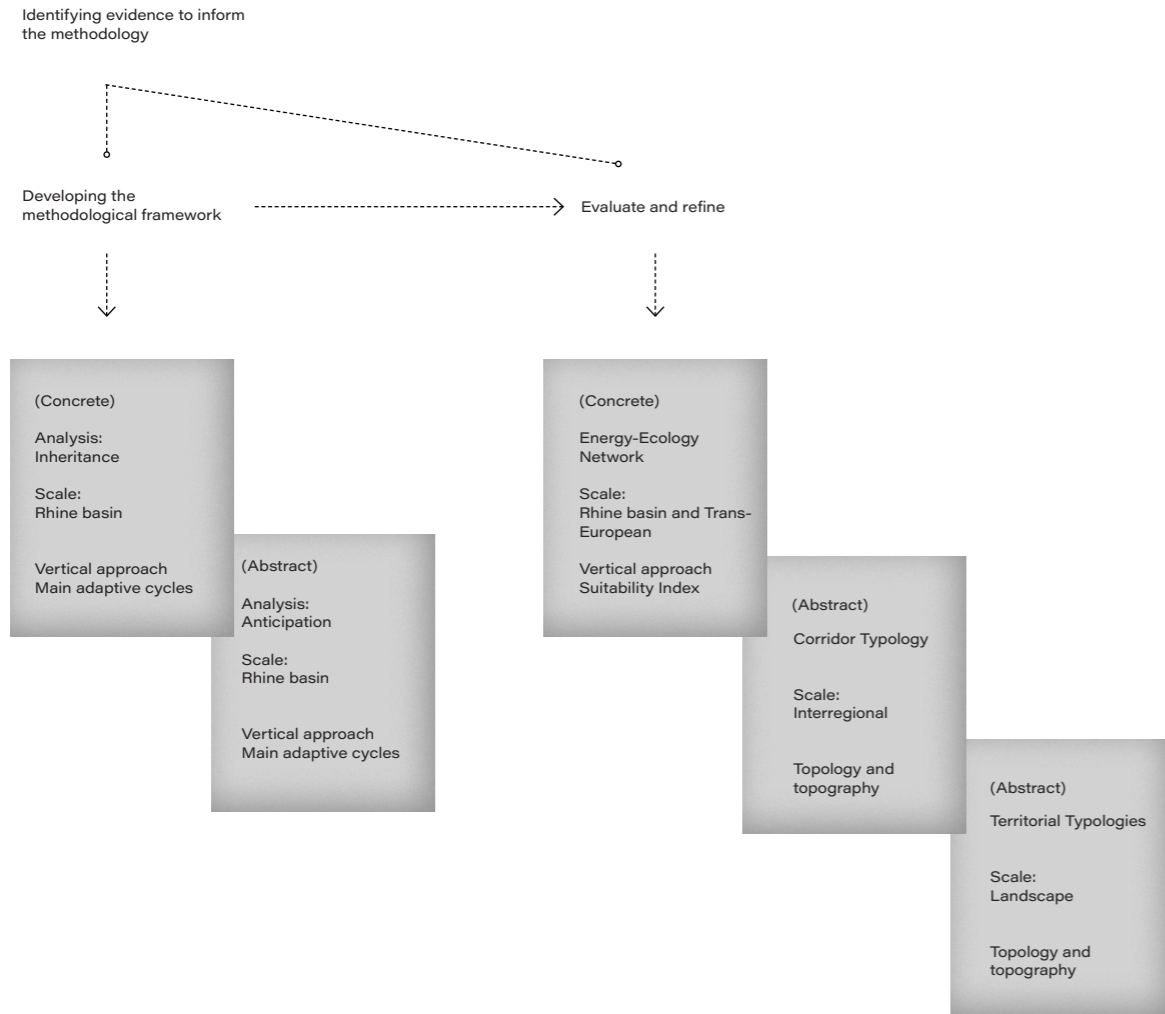 Identifying evidence to inform
the methodology
Developing the
methodological framework
Evaluate and refine
(Concrete)
Analysis:
Inheritance
Scale:
Rhine basin
Vertical approach
Main adaptive cycles
(Abstract)
Analysis:
Anticipation
Scale:
Rhine basin
Vertical approach
Main adaptive cycles
(Concrete)
Energy-Ecology
Network
Scale:
Rhine basin and Trans-
European
Vertical approach
Suitability Index
(Abstract)
Corridor Typology
Scale:
Interregional
Topology and
topography
(Abstract)
Territorial Typologies
Scale:
Landscape
Topology and
topography